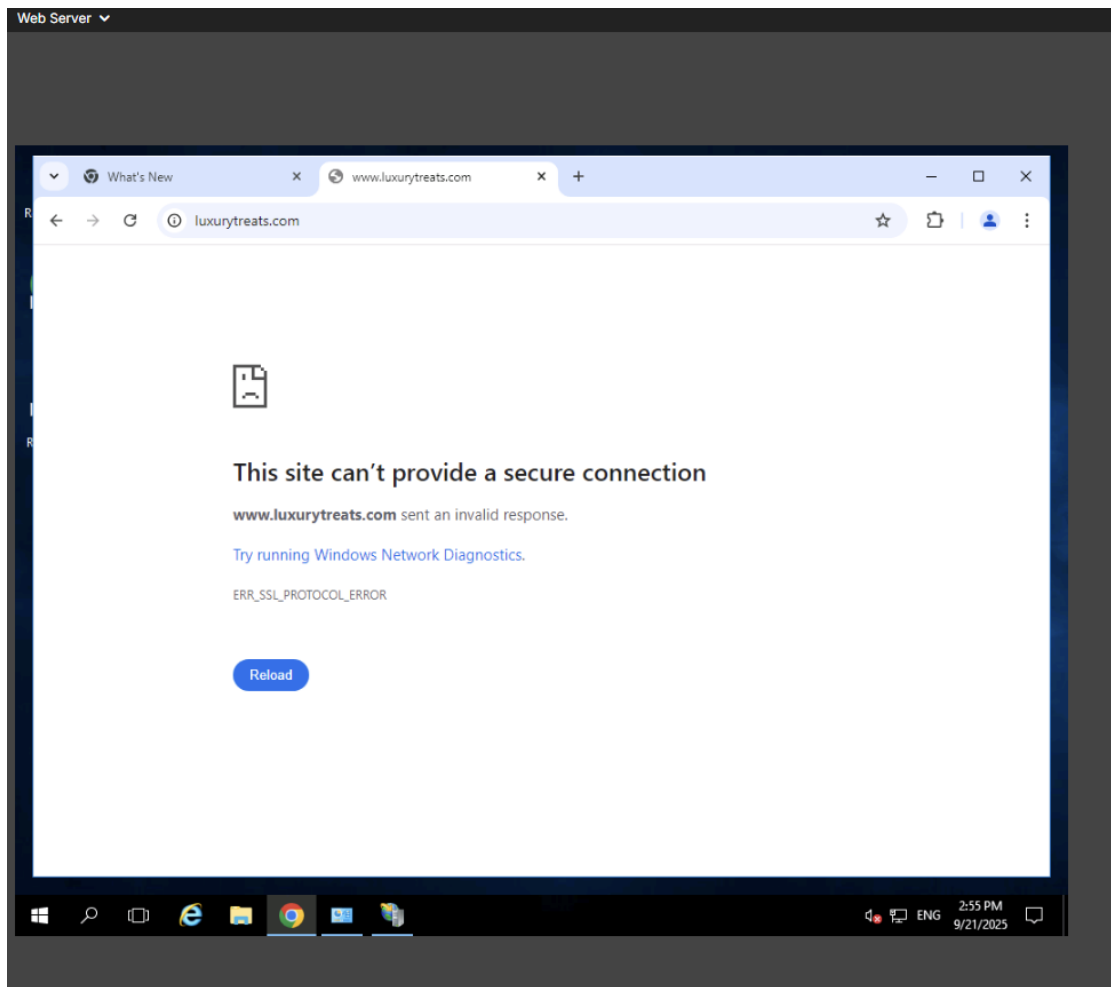 Web Server
What's New
www.luxurytreats.com
luxurytreats.com
R
R
This site can't provide a secure connection
www.luxurytreats.com sent an invalid response.
Try running Windows Network Diagnostics.
ERR_SSL_PROTOCOL_ERROR
Reload
ENG
2:55 PM
9/21/2025